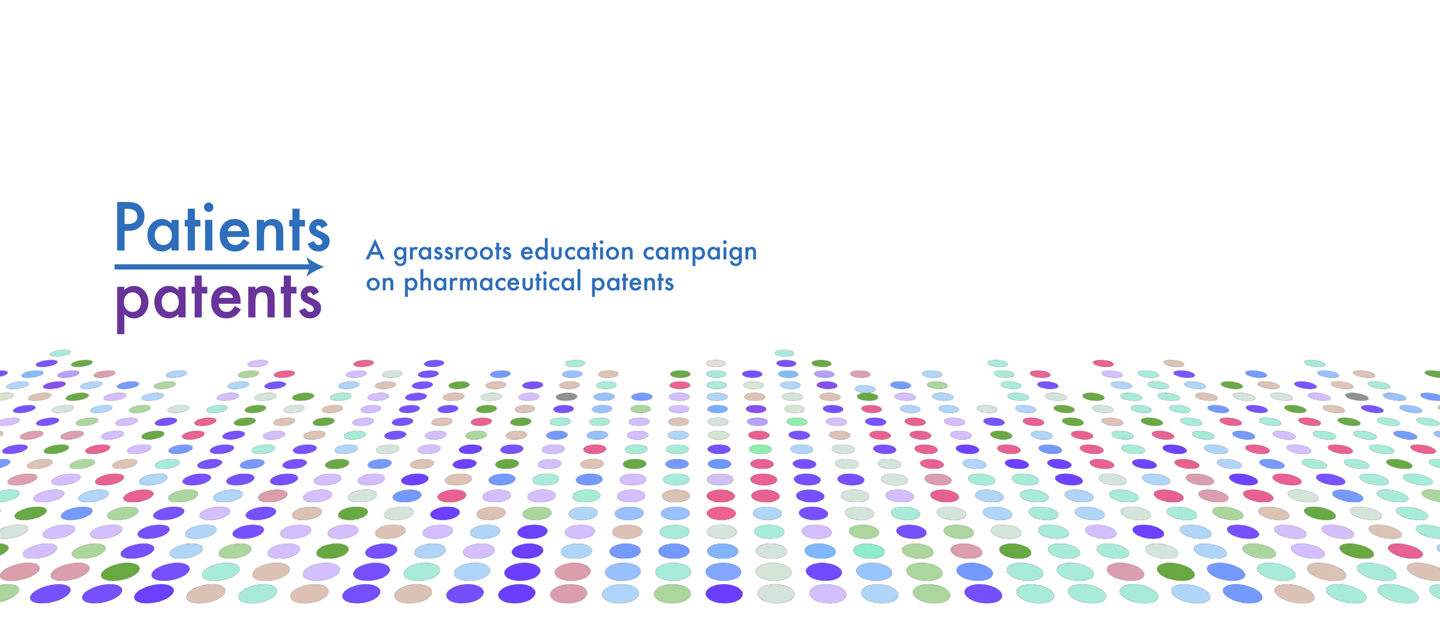 Patients
patents
A grassroots education campaign
on pharmaceutical patents